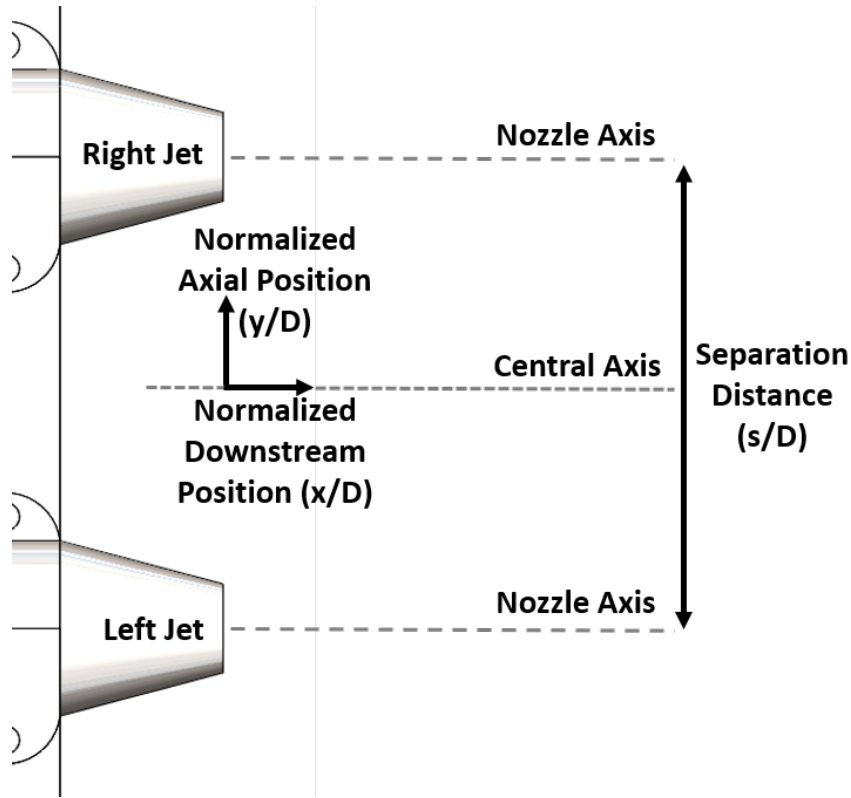 Right Jet
Nozzle Axis
Normalized
Axial Position
(y/D)
Central Axis
Separation
Distance
(s/D)
Normalized
Downstream
Position (x/D)
Nozzle Axis
Left Jet